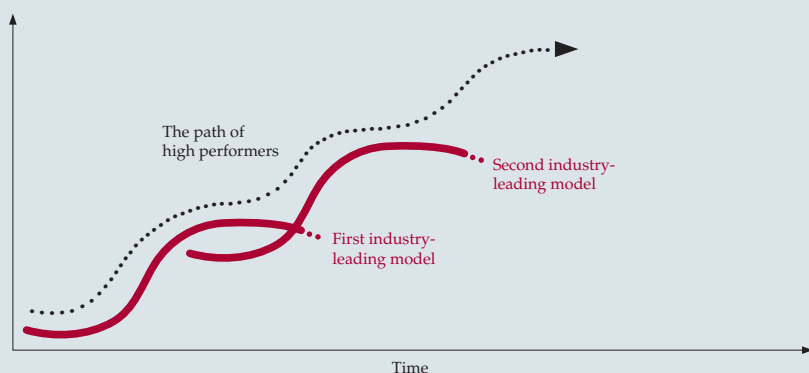 The path of
high performers
Second industry-
leading model
First industry-
leading model
Time